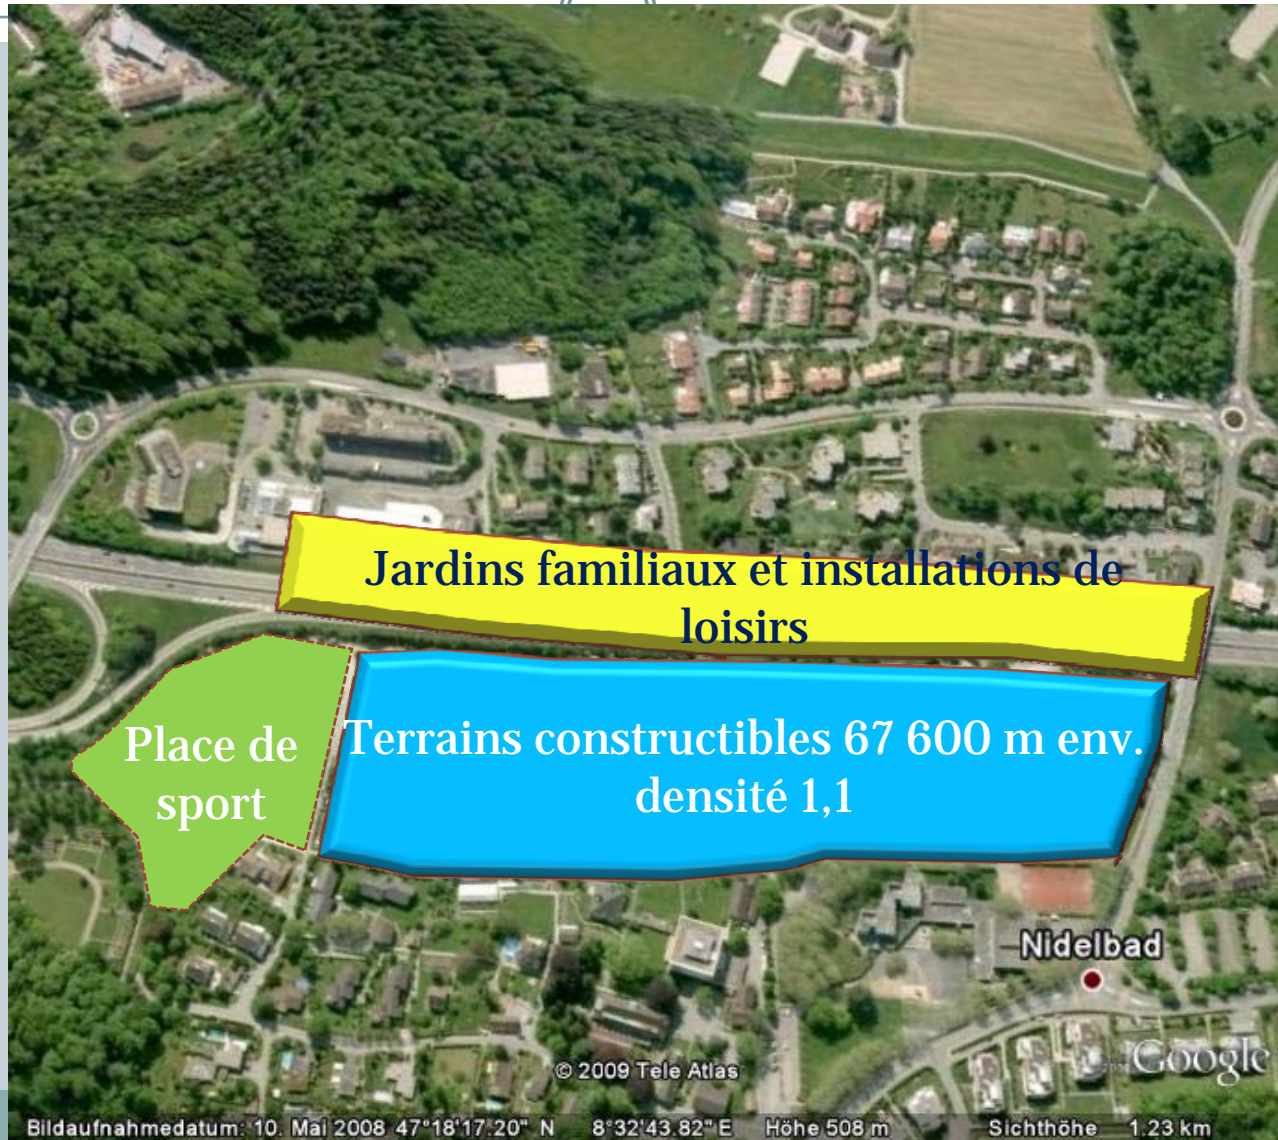 Jardins familiaux et installations de
loisirs
Place de
sport
Terrains constructibles 67 600 m env.
densité 1,1
Nidelbad
© 2009 Tele Atlas
Google
Bildaufnahmedatum: 10. Mai 2008 47°18'17.20" N 8°32'43.82" E Höhe 508 m Sichthöhe 1.23 km